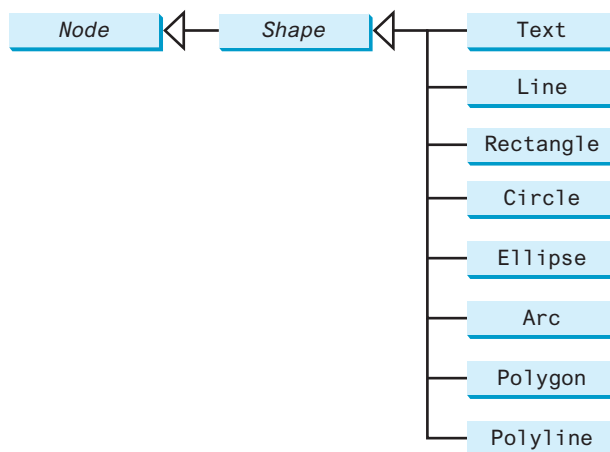 Node
Shape
Text
Line
Rectangle
Circle
Ellipse
Arc
Polygon
Polyline